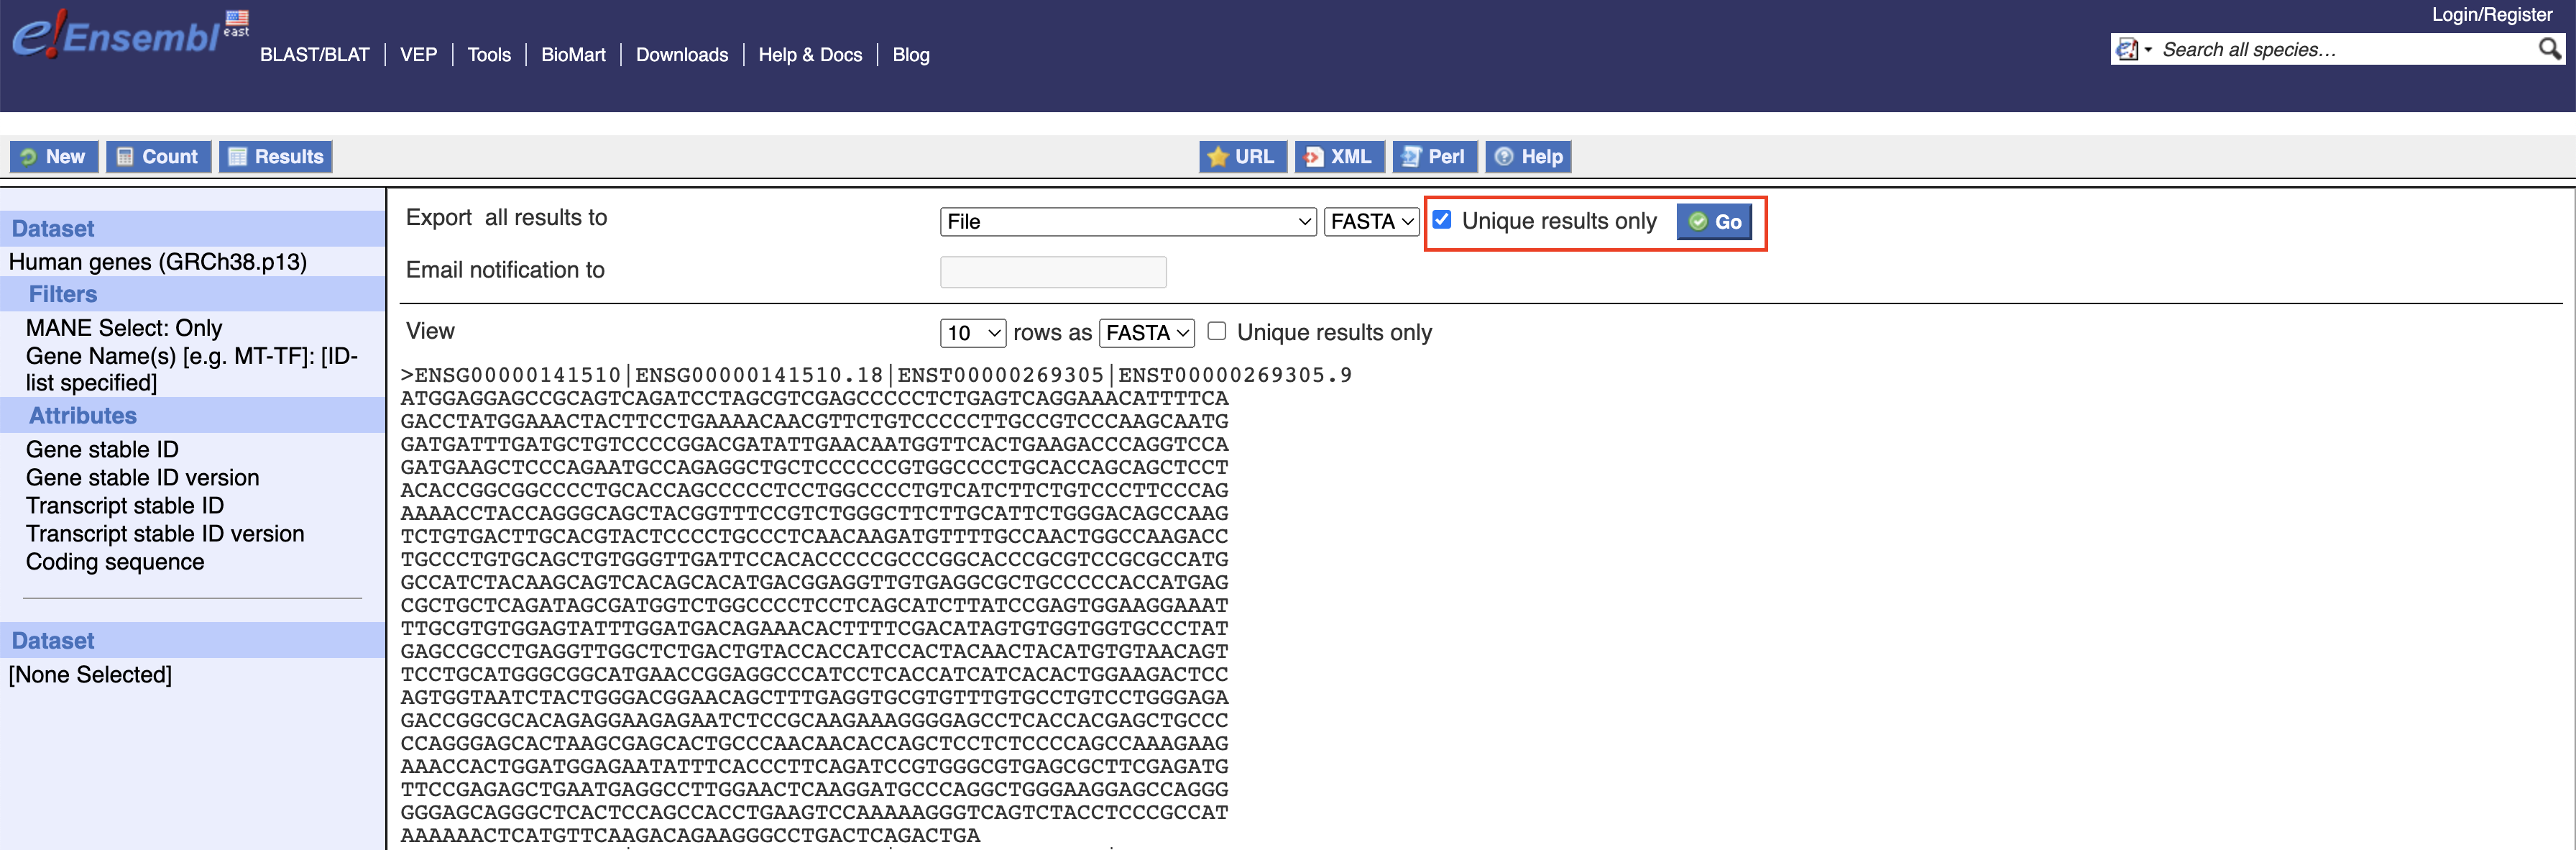 Login/Register
e!Ensembl east
BLAST/BLAT | VEP | Tools | BioMart | Downloads | Help & Docs | Blog
Search all species...
New Count Results URL XML Perl Help
Dataset
Human genes (GRCh38.p13)
Filters
MANE Select: Only
Gene Name(s) [e.g. MT-TF]: [ID-
list specified]
Attributes
Gene stable ID
Gene stable ID version
Transcript stable ID
Transcript stable ID version
Coding sequence
Dataset
[None Selected]
Export all results to File FASTA Unique results only Go
Email notification to
View 10 rows as FASTA Unique results only
>ENSG00000141510|ENSG00000141510.18|ENST00000269305|ENST00000269305.9
ATGGAGGAGCCGCAGTCAGATCCTAGCGTCGAGCCCCCTCTGAGTCAGGAAACATTTTCA
GACCTATGGAAACTACTTCCTGAAAACAACGTTCTGTCCCCCTTGCCGTCCCAAGCAATG
GATGATTTGATGCTGTCCCCGGACGATATTGAACAATGGTTCACTGAAGACCCAGGTCCA
GATGAAGCTCCCAGAATGCCAGAGGCTGCTCCCCCCGTGGCCCCTGCACCAGCAGCTCCT
ACACCGGCGGCCCCTGCACCAGCCCCCTCCTGGCCCCTGTCATCTTCTGTCCCTTCCCAG
AAAACCTACCAGGGCAGCTACGGTTTCCGTCTGGGCTTCTTGCATTCTGGGACAGCCAAG
TCTGTGACTTGCACGTACTCCCCTGCCCTCAACAAGATGTTTTGCCAACTGGCCAAGACC
TGCCCTGTGCAGCTGTGGGTTGATTCCACACCCCCGCCCGGCACCCGCGTCCGCGCCATG
GCCATCTACAAGCAGTCACAGCACATGACGGAGGTTGTGAGGCGCTGCCCCCACCATGAG
CGCTGCTCAGATAGCGATGGTCTGGCCCCTCCTCAGCATCTTATCCGAGTGGAAGGAAAT
TTGCGTGTGGAGTATTTGGATGACAGAAACACTTTTCGACATAGTGTGGTGGTGCCCTAT
GAGCCGCCTGAGGTTGGCTCTGACTGTACCACCATCCACTACAACTACATGTGTAACAGT
TCCTGCATGGGCGGCATGAACCGGAGGCCCATCCTCACCATCATCACACTGGAAGACTCC
AGTGGTAATCTACTGGGACGGAACAGCTTTGAGGTGCGTGTTTGTGCCTGTCCTGGGAGA
GACCGGCGCACAGAGGAAGAGAATCTCCGCAAGAAAGGGGAGCCTCACCACGAGCTGCCC
CCAGGGAGCACTAAGCGAGCACTGCCCAACAACACCAGCTCCTCTCCCCAGCCAAAGAAG
AAACCACTGGATGGAGAATATTTCACCCTTCAGATCCGTGGGCGTGAGCGCTTCGAGATG
TTCCGAGAGCTGAATGAGGCCTTGGAACTCAAGGATGCCCAGGCTGGGAAGGAGCCAGGG
GGGAGCAGGGCTCACTCCAGCCACCTGAAGTCCAAAAAGGGTCAGTCTACCTCCCGCCAT
AAAAAACTCATGTTCAAGACAGAAGGGCCTGACTCAGACTGA